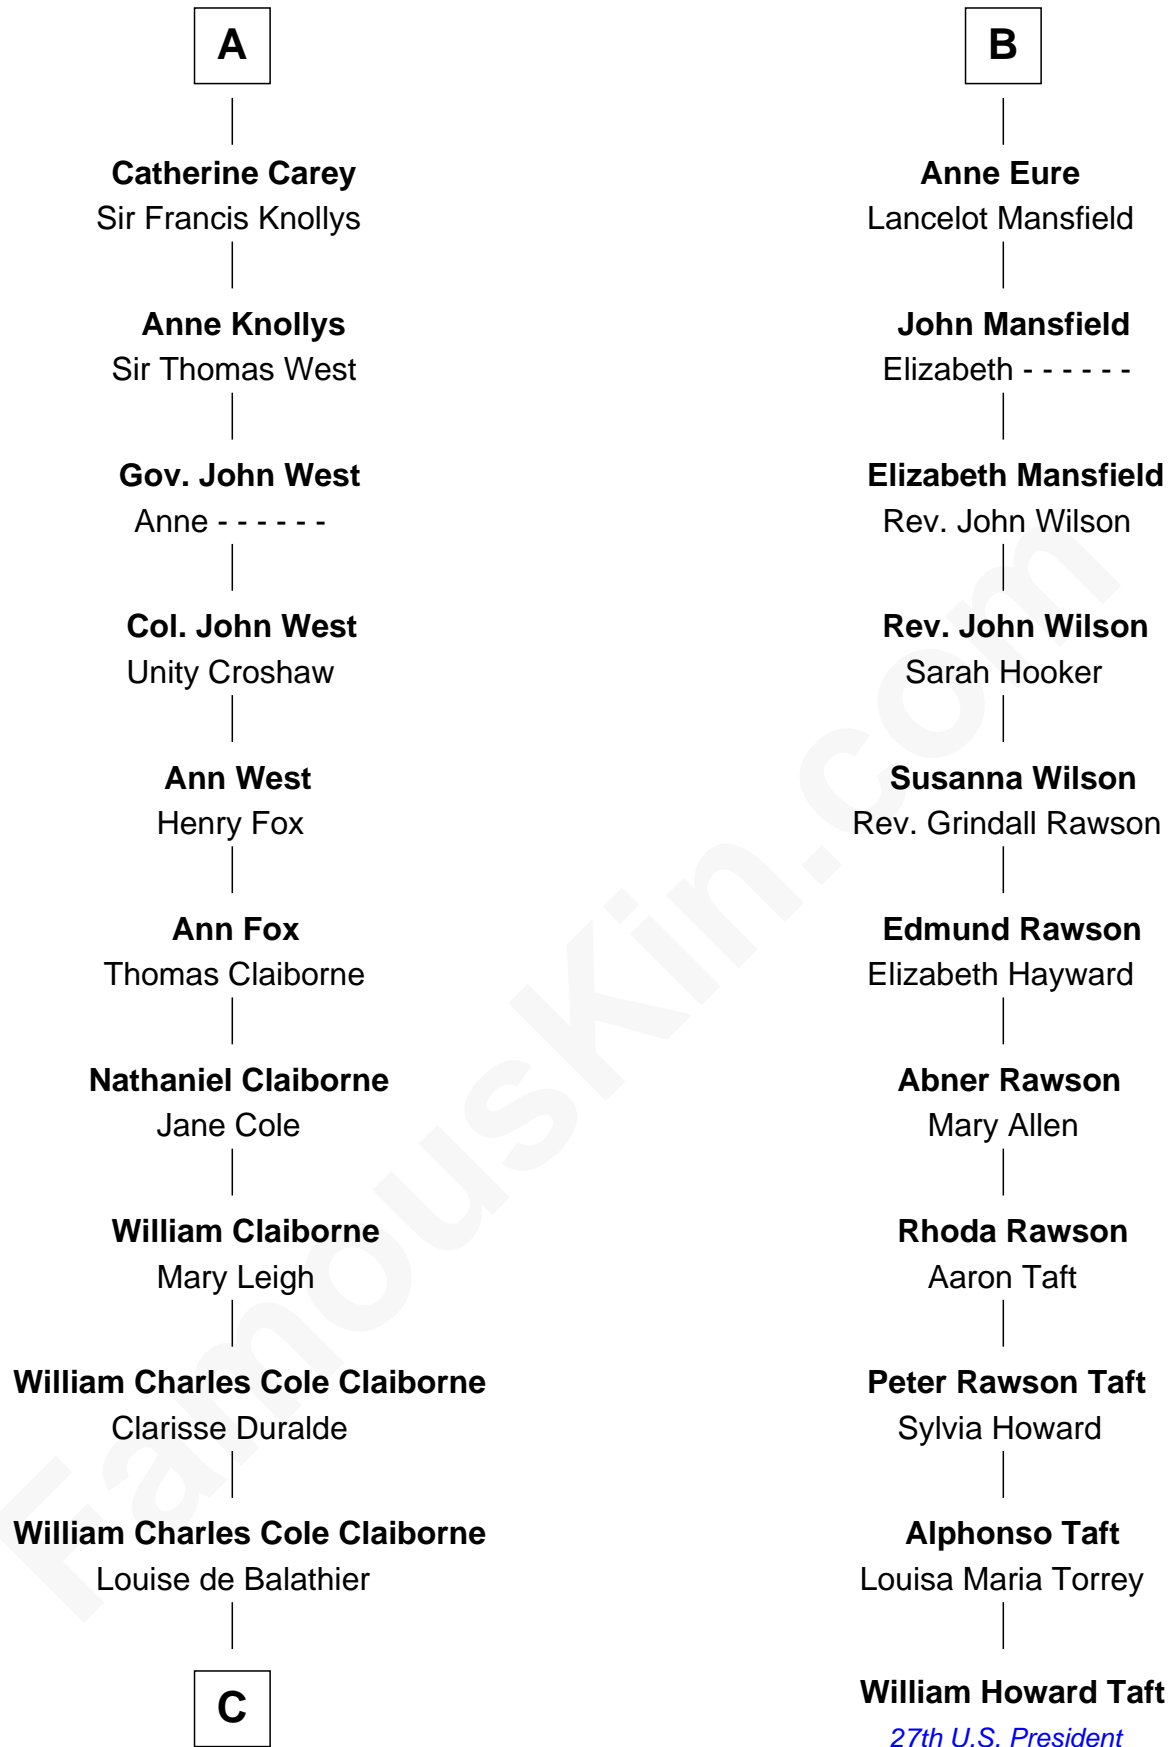 A
Catherine Carey
Sir Francis Knollys
Anne Knollys
Sir Thomas West
Gov. John West
Anne - - - - - -
Col. John West
Unity Croshaw
Ann West
Henry Fox
Ann Fox
Thomas Claiborne
Nathaniel Claiborne
Jane Cole
William Claiborne
Mary Leigh
William Charles Cole Claiborne
Clarisse Duralde
William Charles Cole Claiborne
Louise de Balathier
C
B
Anne Eure
Lancelot Mansfield
John Mansfield
Elizabeth - - - - - -
Elizabeth Mansfield
Rev. John Wilson
Rev. John Wilson
Sarah Hooker
Susanna Wilson
Rev. Grindall Rawson
Edmund Rawson
Elizabeth Hayward
Abner Rawson
Mary Allen
Rhoda Rawson
Aaron Taft
Peter Rawson Taft
Sylvia Howard
Alphonso Taft
Louisa Maria Torrey
William Howard Taft
27th U.S. President
FamousKin.com